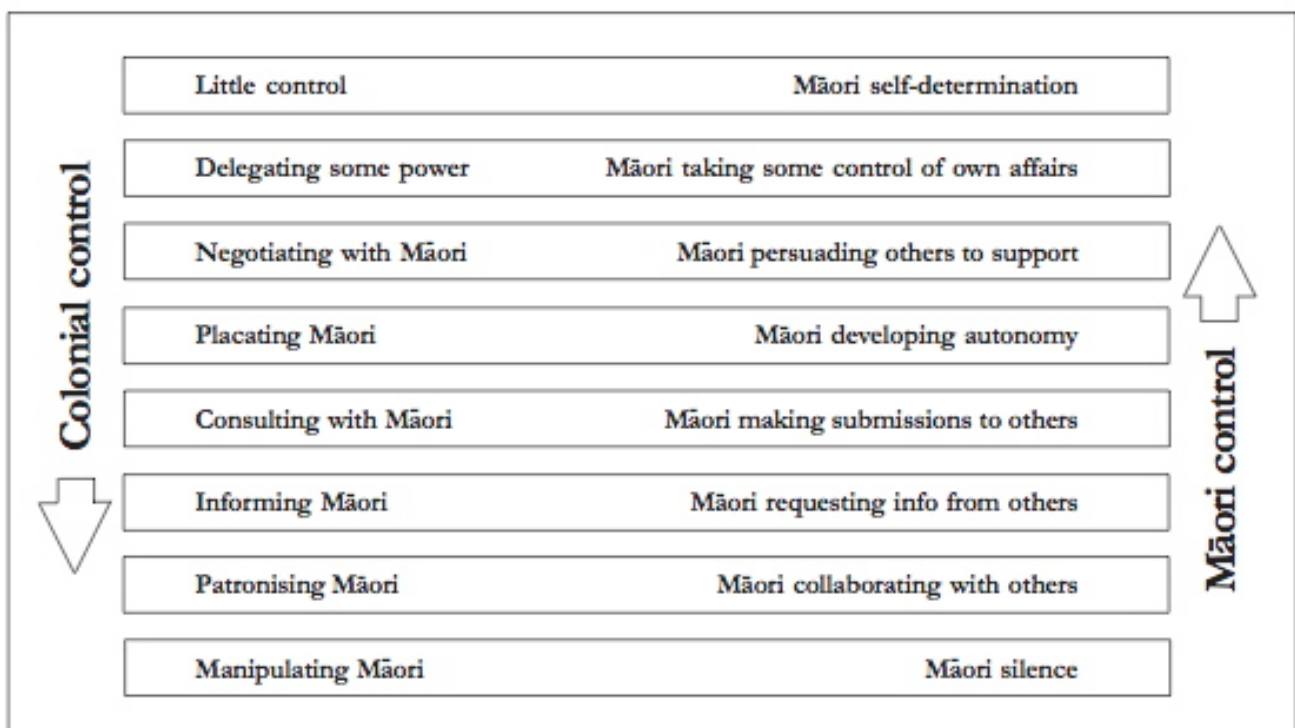 Little control Māori self-determination
Delegating some power Māori taking some control of own affairs
Negotiating with Māori Māori persuading others to support
Placating Māori Māori developing autonomy
Consulting with Māori Māori making submissions to others
Informing Māori Māori requesting info from others
Patronising Māori Māori collaborating with others
Manipulating Māori Māori silence
Colonial control
Māori control